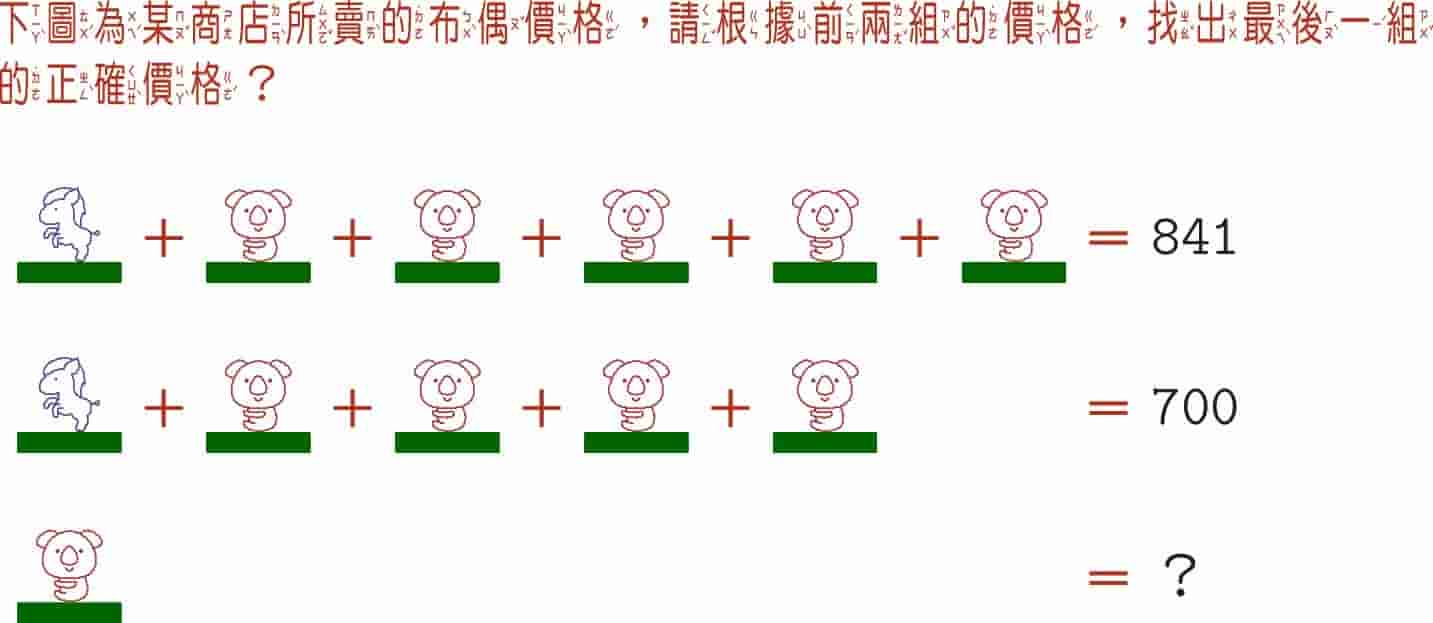 下圖為某商店所賣的布偶價格，請根據前兩組的價格，找出最後一組
的正確價格？
+ + + + + = 841
+ + + + = 700
= ?